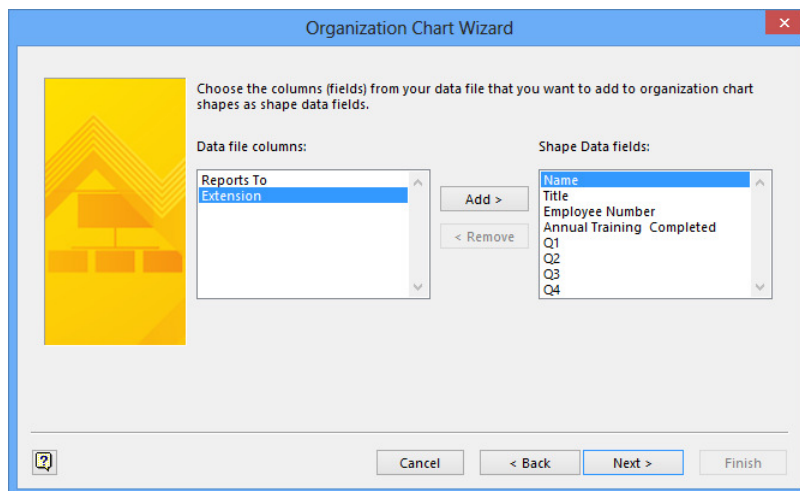 Organization Chart Wizard
x
Choose the columns (fields) from your data file that you want to add to organization chart
shapes as shape data fields.
Data file columns:
Reports To
Extension
Add >
< Remove
Shape Data fields:
Name
Title
Employee Number
Annual Training  Completed
Q1
Q2
Q3
Q4
?
Cancel
< Back
Next >
Finish